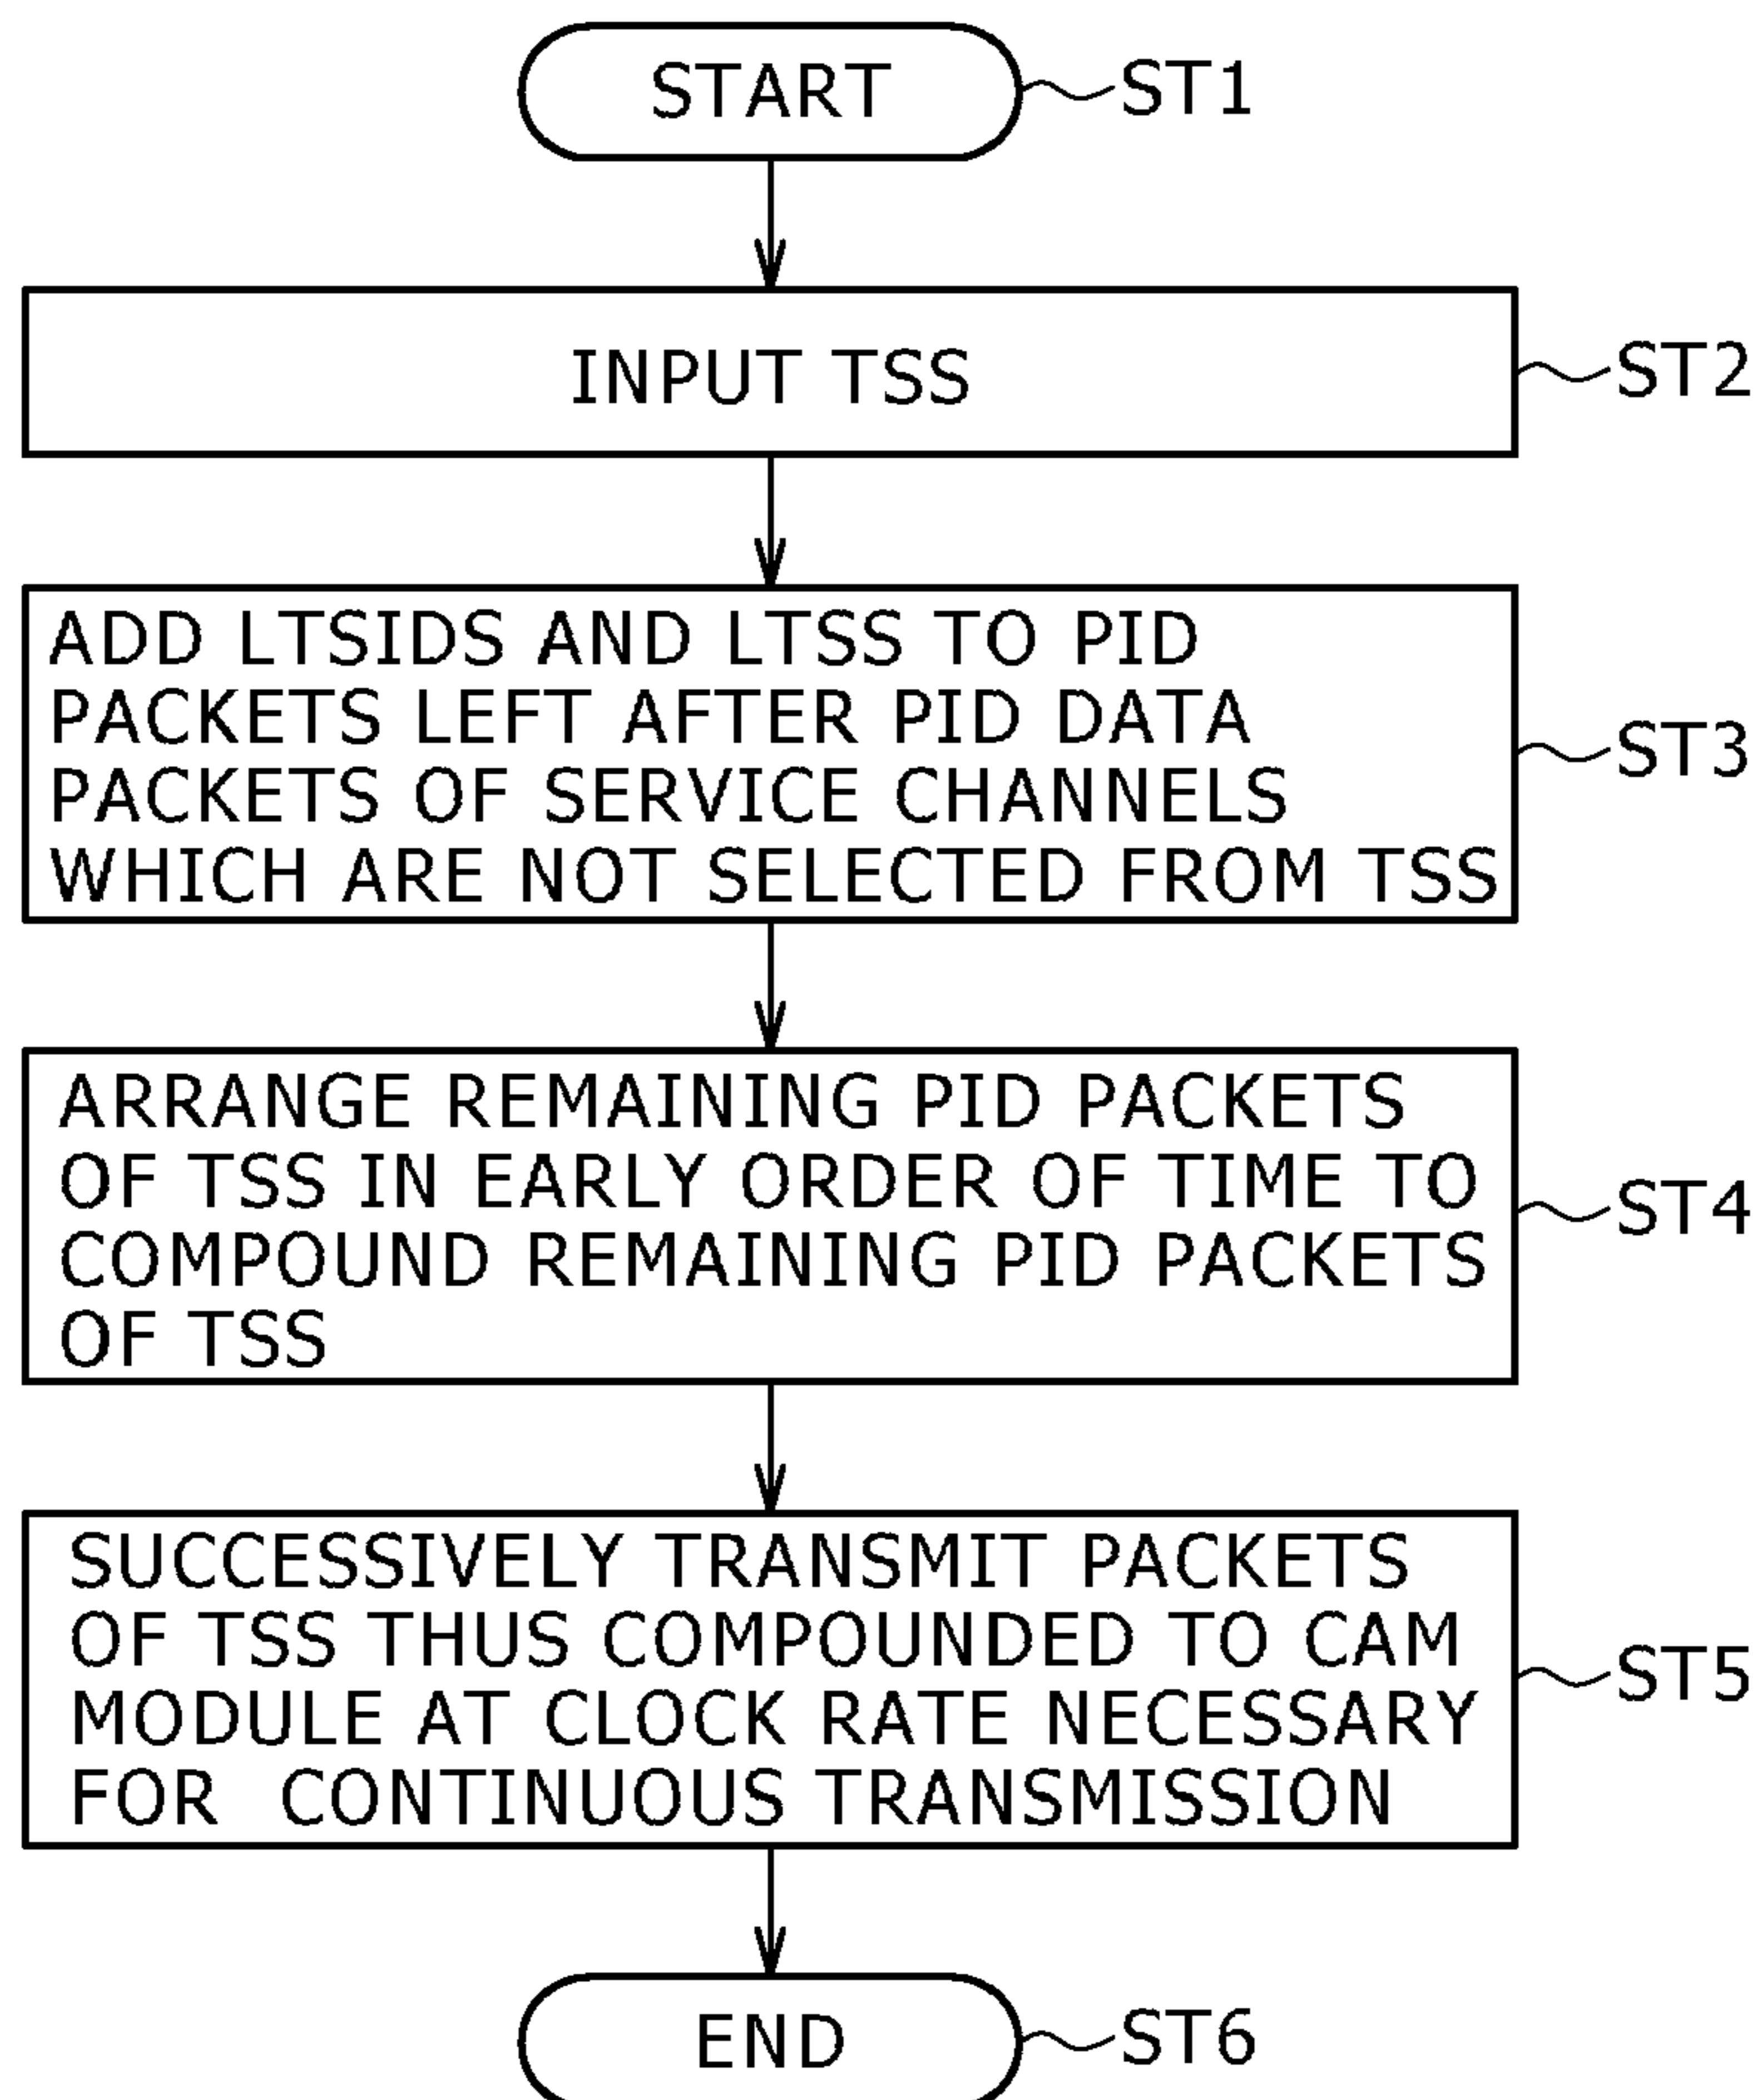 START
ST1
INPUT TSS
ST2
ADD LTSIDS AND LTSS TO PID
PACKETS LEFT AFTER PID DATA
PACKETS OF SERVICE CHANNELS
WHICH ARE NOT SELECTED FROM TSS
ST3
ARRANGE REMAINING PID PACKETS
OF TSS IN EARLY ORDER OF TIME TO
COMPOUND REMAINING PID PACKETS
OF TSS
ST4
SUCCESSIVELY TRANSMIT PACKETS
OF TSS THUS COMPOUNDED TO CAM
MODULE AT CLOCK RATE NECESSARY
FOR CONTINUOUS TRANSMISSION
ST5
END
ST6